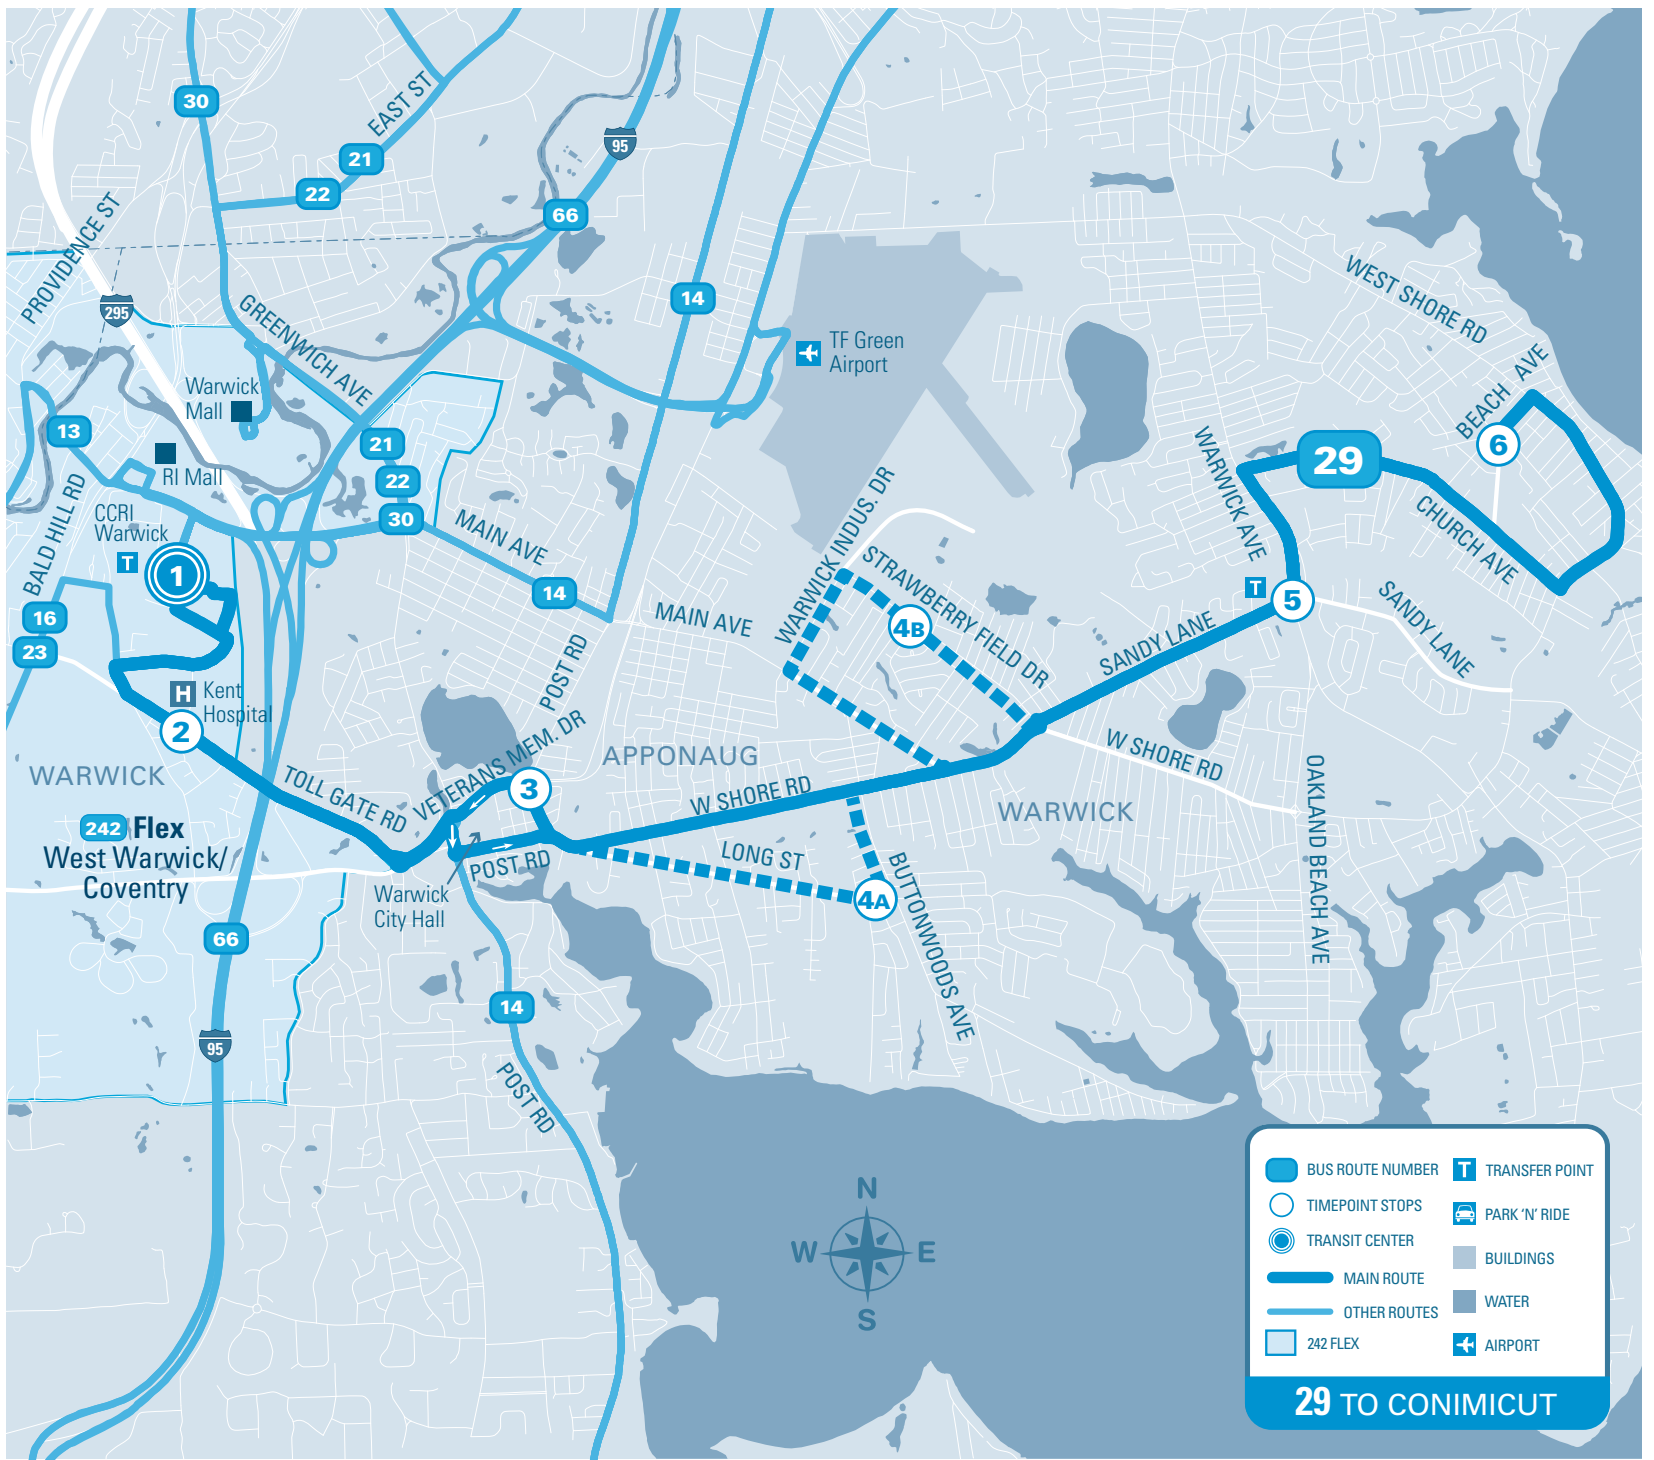 30
EAST ST
95
21
22
PROVIDENCE ST
66
WEST SHORE RD
295
14
GREENWICH AVE
TF Green
Airport
Warwick
Mall
BEACH AVE
13
21
6
WARWICK AVE
29
RI Mall
22
BALD HILL RD
CCRI
Warwick
30
MAIN AVE
WARWICK INDUS. DR
CHURCH AVE
T
1
STRAWBERRY FIELD DR
14
T
5
SANDY LANE
16
MAIN AVE
4B
SANDY LANE
23
POST RD
H
Kent
Hospital
2
VETERANS MEM. DR
APPONAUG
W SHORE RD
WARWICK
TOLL GATE RD
3
W SHORE RD
WARWICK
OAKLAND BEACH AVE
242 Flex
West Warwick/
Coventry
POST RD
LONG ST
BUTTONWOODS AVE
Warwick
City Hall
4A
66
14
95
POST RD
N
W
E
S
BUS ROUTE NUMBER
T TRANSFER POINT
TIMEPOINT STOPS
PARK ‘N’ RIDE
TRANSIT CENTER
BUILDINGS
MAIN ROUTE
WATER
OTHER ROUTES
242 FLEX
AIRPORT
29 TO CONIMICUT